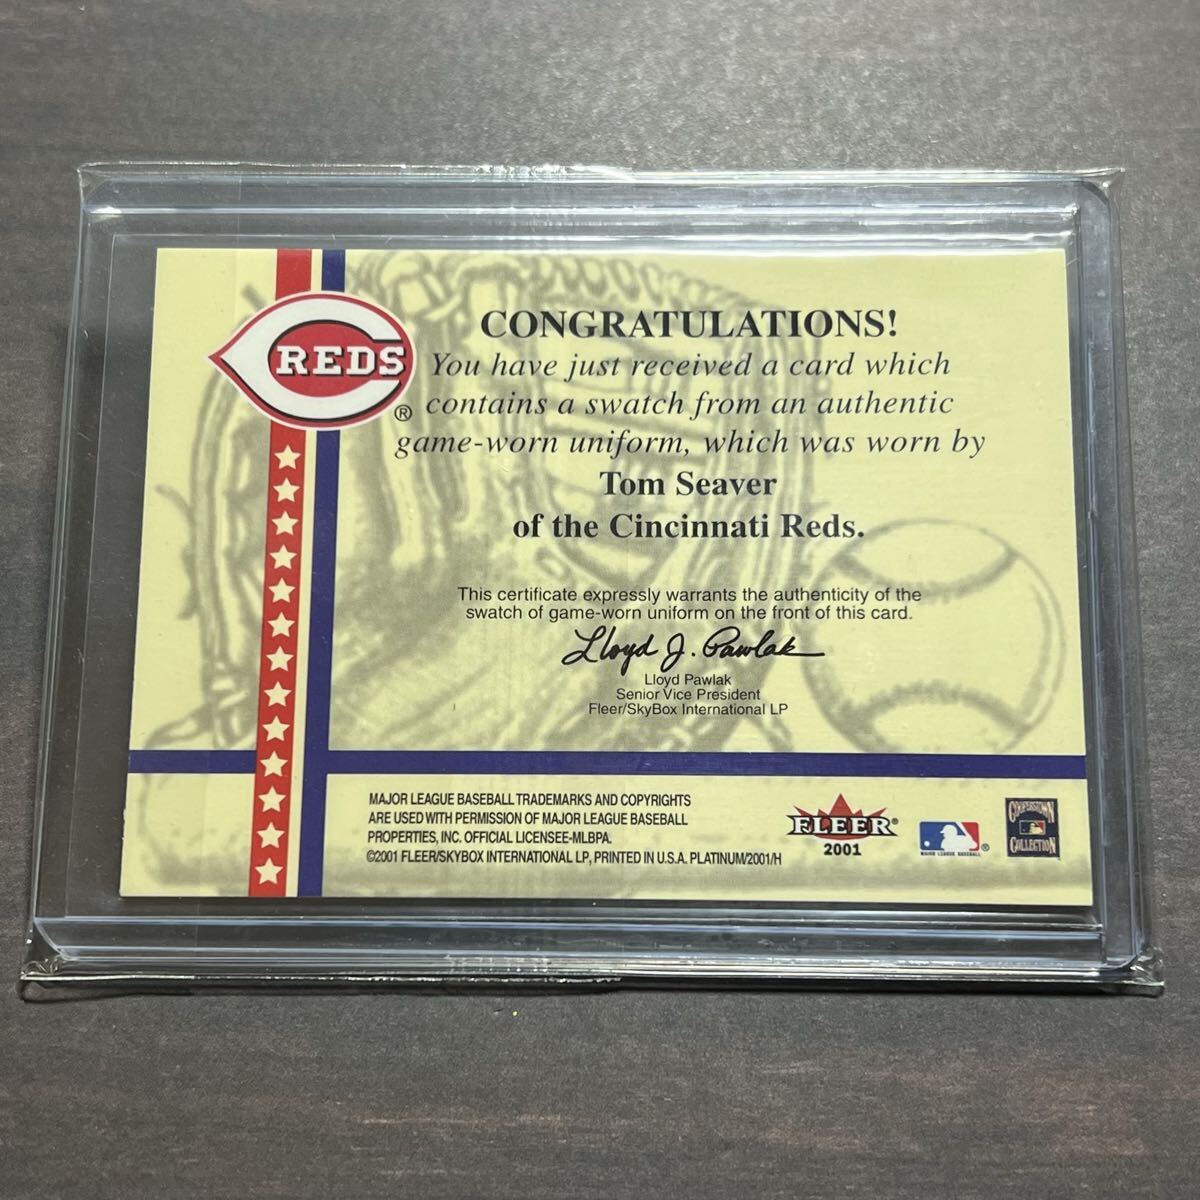 REDS
®
CONGRATULATIONS!
You have just received a card which
contains a swatch from an authentic
game-worn uniform, which was worn by
Tom Seaver
of the Cincinnati Reds.
This certificate expressly warrants the authenticity of the
swatch of game-worn uniform on the front of this card.
Lloyd J. Pawlak
Lloyd Pawlak
Senior Vice President
Fleer/SkyBox International LP
MAJOR LEAGUE BASEBALL TRADEMARKS AND COPYRIGHTS
ARE USED WITH PERMISSION OF MAJOR LEAGUE BASEBALL
PROPERTIES, INC. OFFICIAL LICENSEE-MLBPA.
©2001 FLEER/SKYBOX INTERNATIONAL LP, PRINTED IN U.S.A. PLATINUM/2001/H
FLEER®
2001
MAJOR LEAGUE BASEBALL ®
COOPERSTOWN
COLLECTION